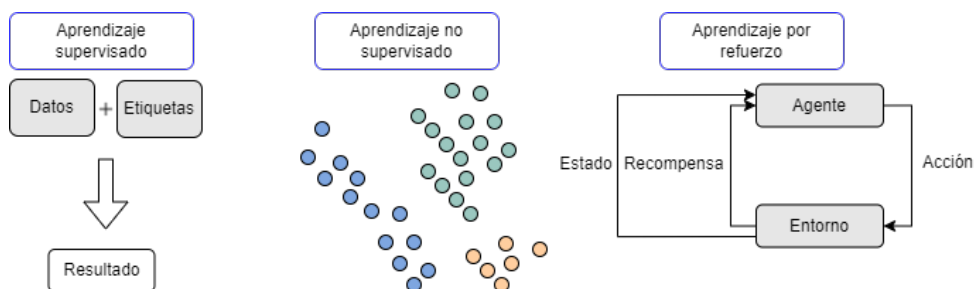 Aprendizaje
supervisado
Datos + Etiquetas
Resultado
Aprendizaje no
supervisado
Aprendizaje por
refuerzo
Agente
Estado Recompensa Acción
Entorno